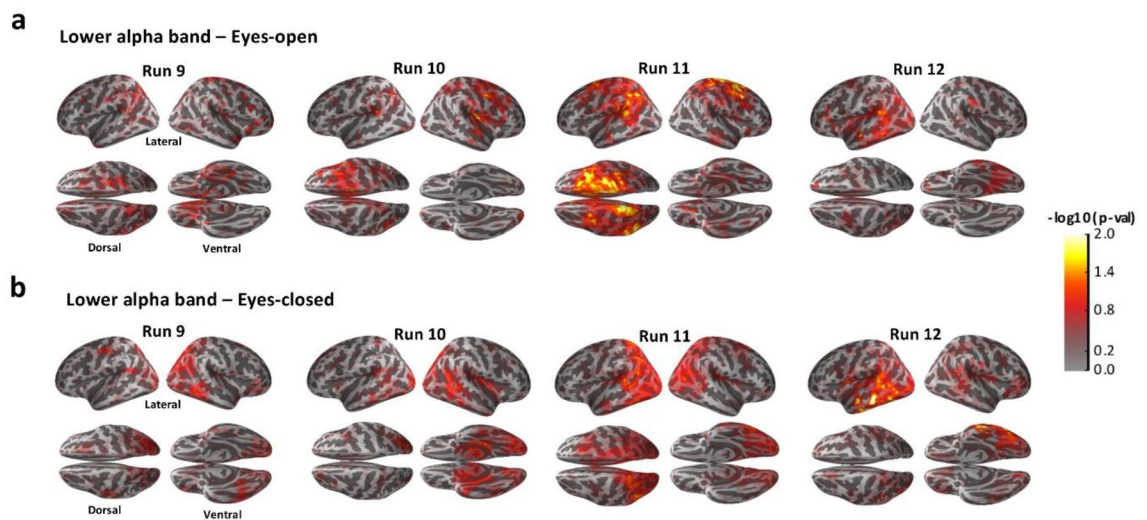 a
Lower alpha band – Eyes-open
Run 9
Run 10
Run 11
Run 12
Lateral
Dorsal
Ventral
-log10(p-val)
2.0
1.4
0.8
0.2
0.0
b
Lower alpha band – Eyes-closed
Run 9
Run 10
Run 11
Run 12
Lateral
Dorsal
Ventral